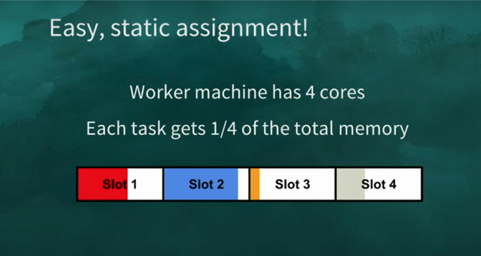 Easy, static assignment!
Worker machine has 4 cores
Each task gets 1/4 of the total memory
Slot 1 Slot 2 Slot 3 Slot 4